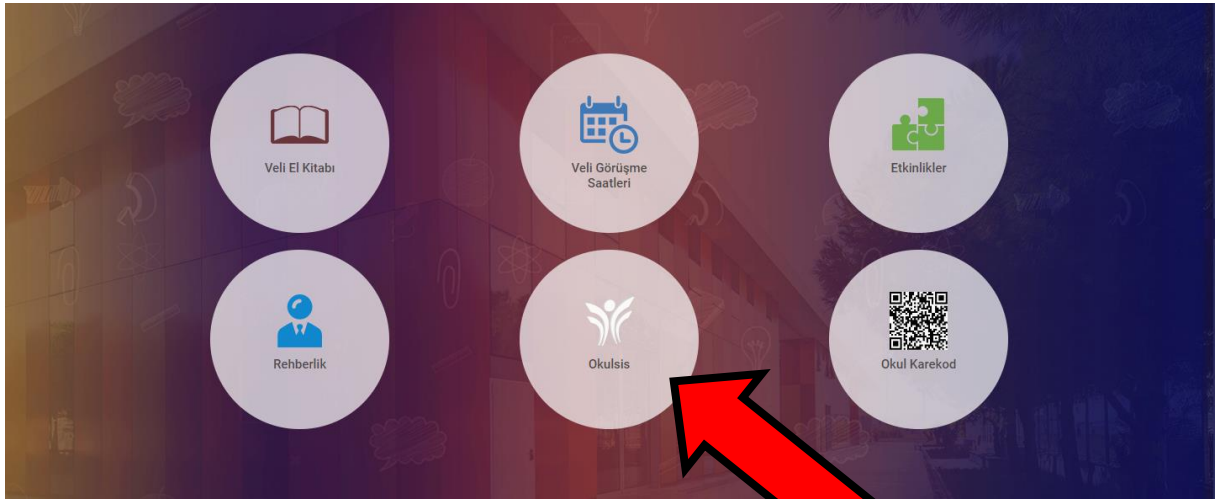 Veli El Kitabı
Veli Görüşme
Saatleri
Etkinlikler
Rehberlik
Okulsis
Okul Karekod